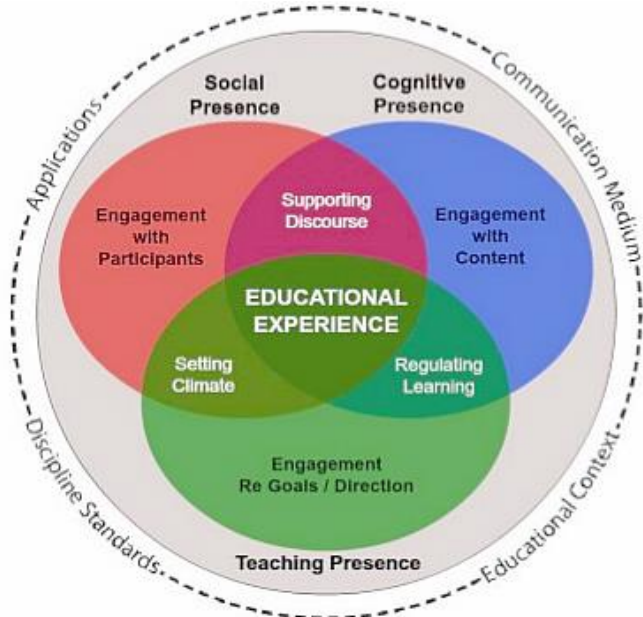 Social
Presence
Cognitive
Presence
Applications
Communication Medium
Engagement
with
Participants
Supporting
Discourse
Engagement
with
Content
EDUCATIONAL
EXPERIENCE
Setting
Climate
Regulating
Learning
Engagement
Re Goals / Direction
Teaching Presence
Discipline Standards
Educational Context